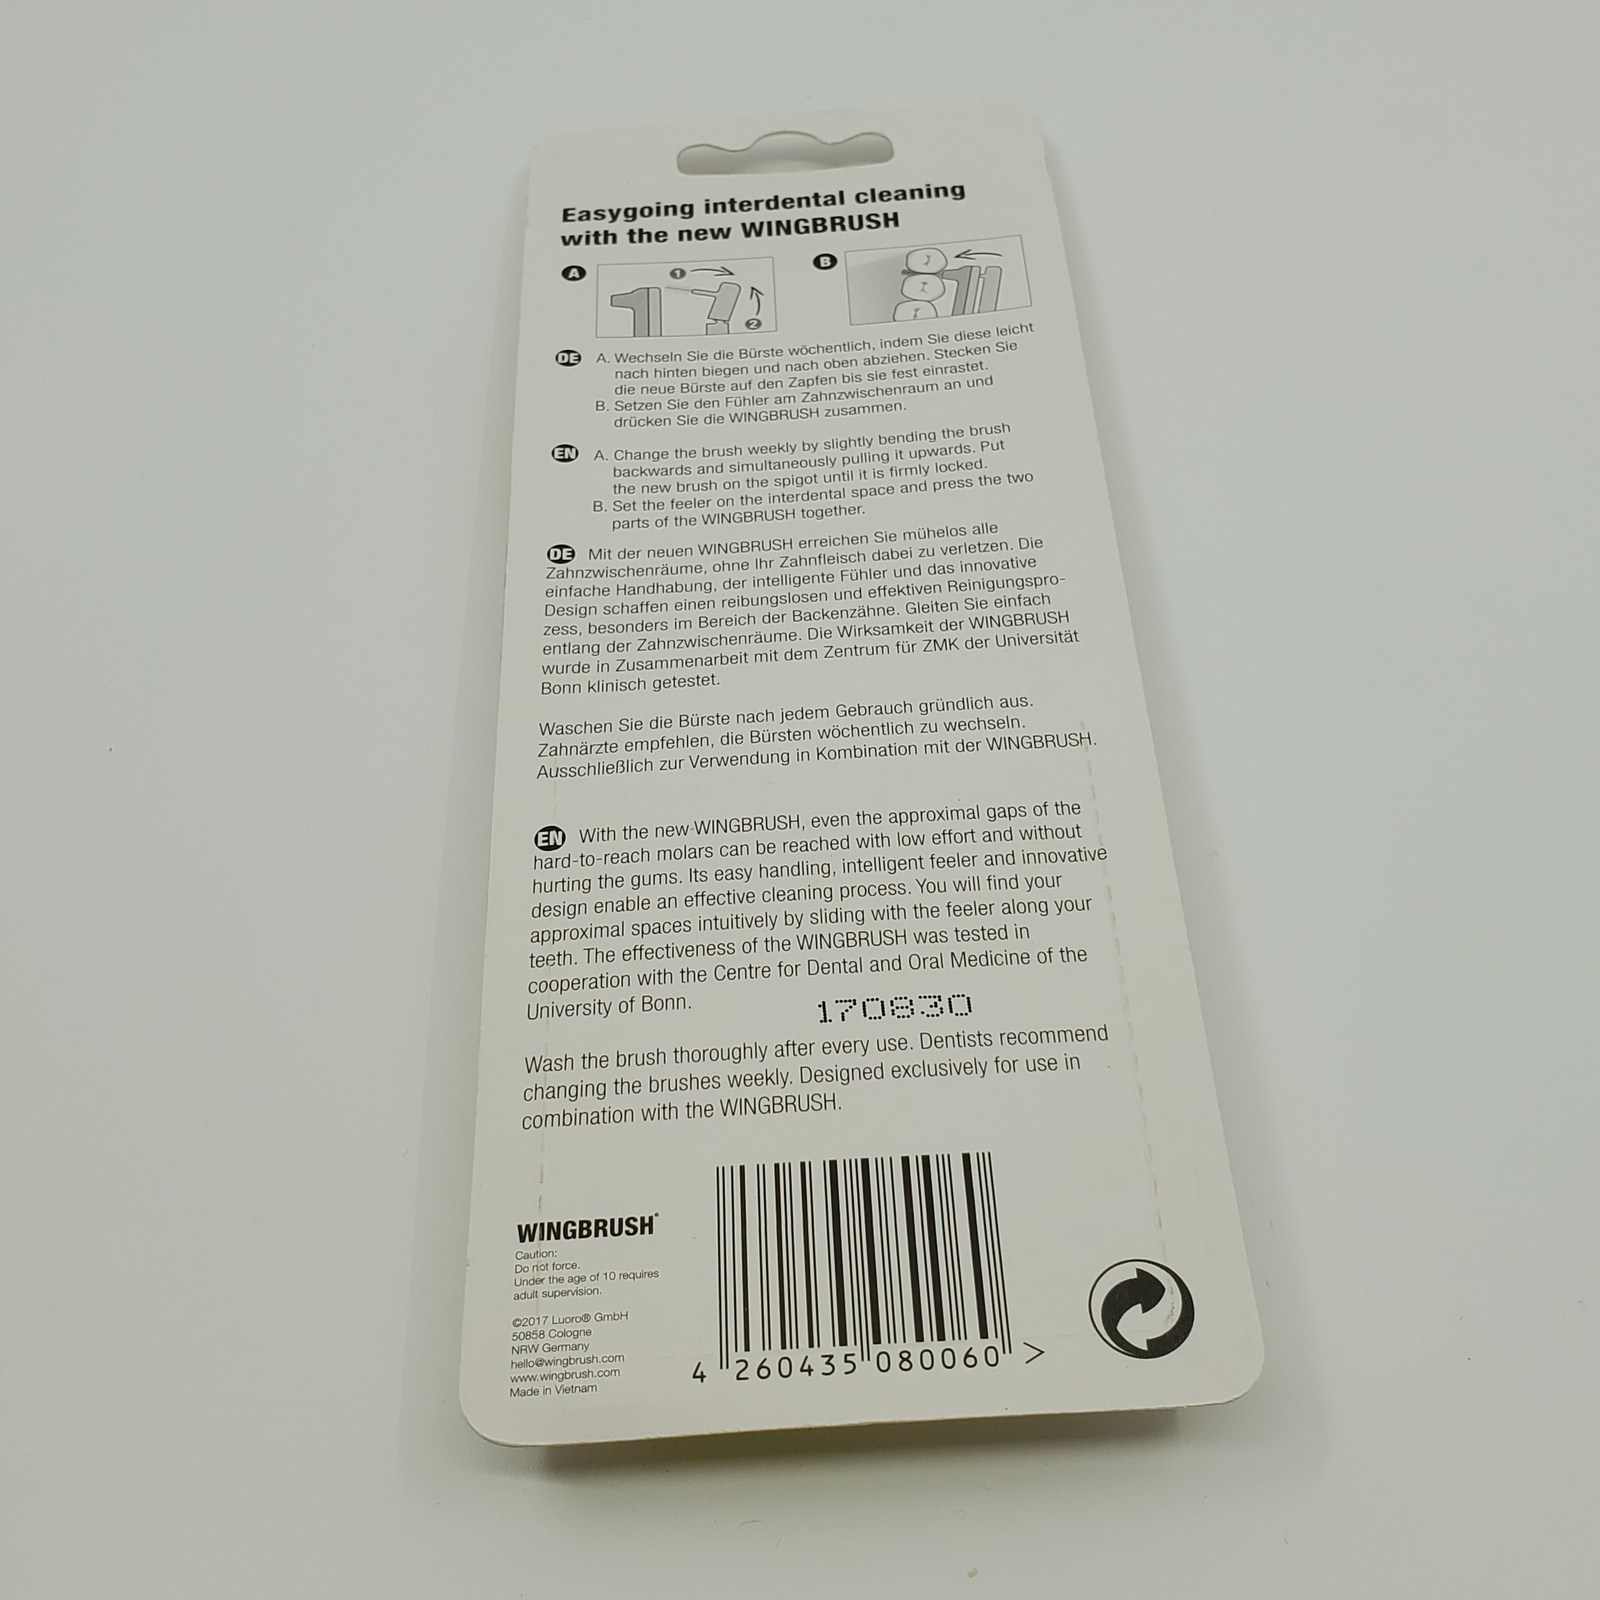 Easygoing interdental cleaning
with the new WINGBRUSH
A
1
2
B
DE A. Wechseln Sie die Bürste wöchentlich, indem Sie diese leicht
nach hinten biegen und nach oben abziehen. Stecken Sie
die neue Bürste auf den Zapfen bis sie fest einrastet.
B. Setzen Sie den Fühler am Zahnzwischenraum an und
drücken Sie die WINGBRUSH zusammen.
EN A. Change the brush weekly by slightly bending the brush
backwards and simultaneously pulling it upwards. Put
the new brush on the spigot until it is firmly locked.
B. Set the feeler on the interdental space and press the two
parts of the WINGBRUSH together.
DE Mit der neuen WINGBRUSH erreichen Sie mühelos alle
Zahnzwischenräume, ohne Ihr Zahnfleisch dabei zu verletzen. Die
einfache Handhabung, der intelligente Fühler und das innovative
Design schaffen einen reibungslosen und effektiven Reinigungspro-
zess, besonders im Bereich der Backenzähne. Gleiten Sie einfach
entlang der Zahnzwischenräume. Die Wirksamkeit der WINGBRUSH
wurde in Zusammenarbeit mit dem Zentrum für ZMK der Universität
Bonn klinisch getestet.
Waschen Sie die Bürste nach jedem Gebrauch gründlich aus.
Zahnärzte empfehlen, die Bürsten wöchentlich zu wechseln.
Ausschließlich zur Verwendung in Kombination mit der WINGBRUSH.
EN With the new WINGBRUSH, even the approximal gaps of the
hard-to-reach molars can be reached with low effort and without
hurting the gums. Its easy handling, intelligent feeler and innovative
design enable an effective cleaning process. You will find your
approximal spaces intuitively by sliding with the feeler along your
teeth. The effectiveness of the WINGBRUSH was tested in
cooperation with the Centre for Dental and Oral Medicine of the
University of Bonn.
170830
Wash the brush thoroughly after every use. Dentists recommend
changing the brushes weekly. Designed exclusively for use in
combination with the WINGBRUSH.
WINGBRUSH®
Caution:
Do not force.
Under the age of 10 requires
adult supervision.
©2017 Luoro® GmbH
50858 Cologne
NRW Germany
hello@wingbrush.com
www.wingbrush.com
Made in Vietnam
4 260435 080060 >